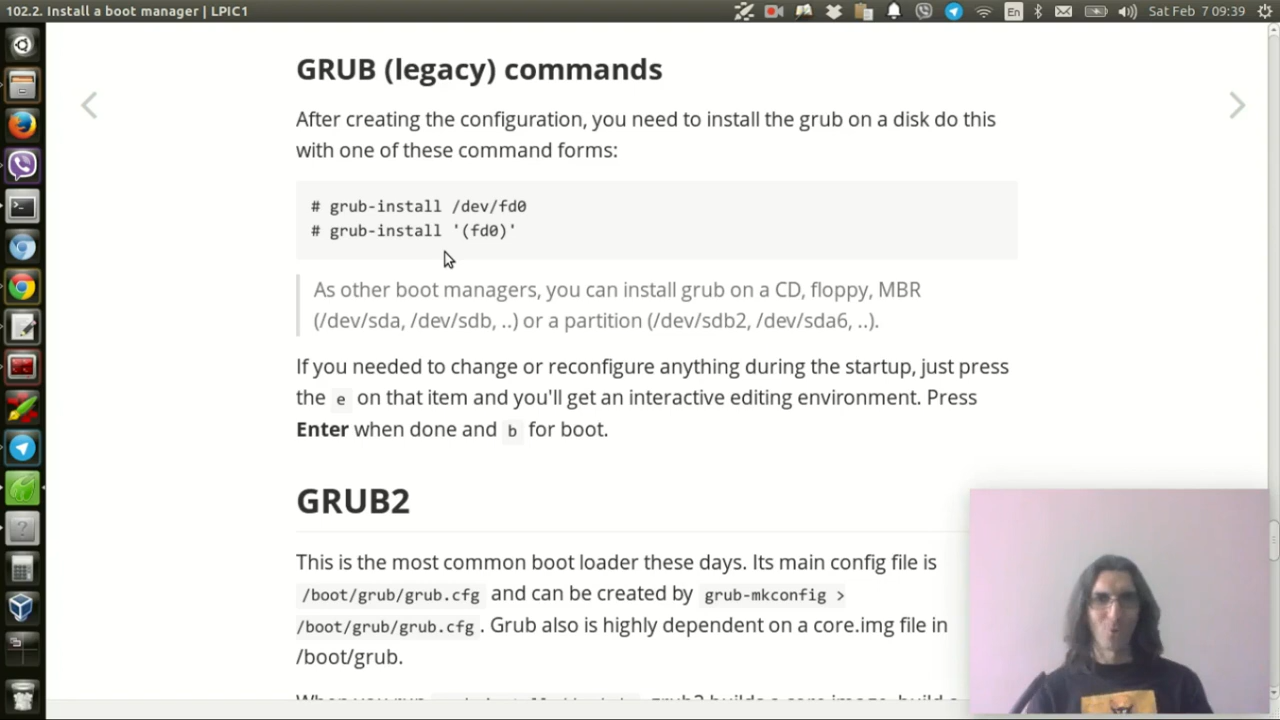 102.2. Install a boot manager | LPIC1
En
Sat Feb 7 09:39
GRUB (legacy) commands
After creating the configuration, you need to install the grub on a disk do this
with one of these command forms:
# grub-install /dev/fd0
# grub-install '(fd0)'
As other boot managers, you can install grub on a CD, floppy, MBR
(/dev/sda, /dev/sdb, ..) or a partition (/dev/sdb2, /dev/sda6, ..).
If you needed to change or reconfigure anything during the startup, just press
the e on that item and you'll get an interactive editing environment. Press
Enter when done and b for boot.
GRUB2
This is the most common boot loader these days. Its main config file is
/boot/grub/grub.cfg and can be created by grub-mkconfig >
/boot/grub/grub.cfg. Grub also is highly dependent on a core.img file in
/boot/grub.